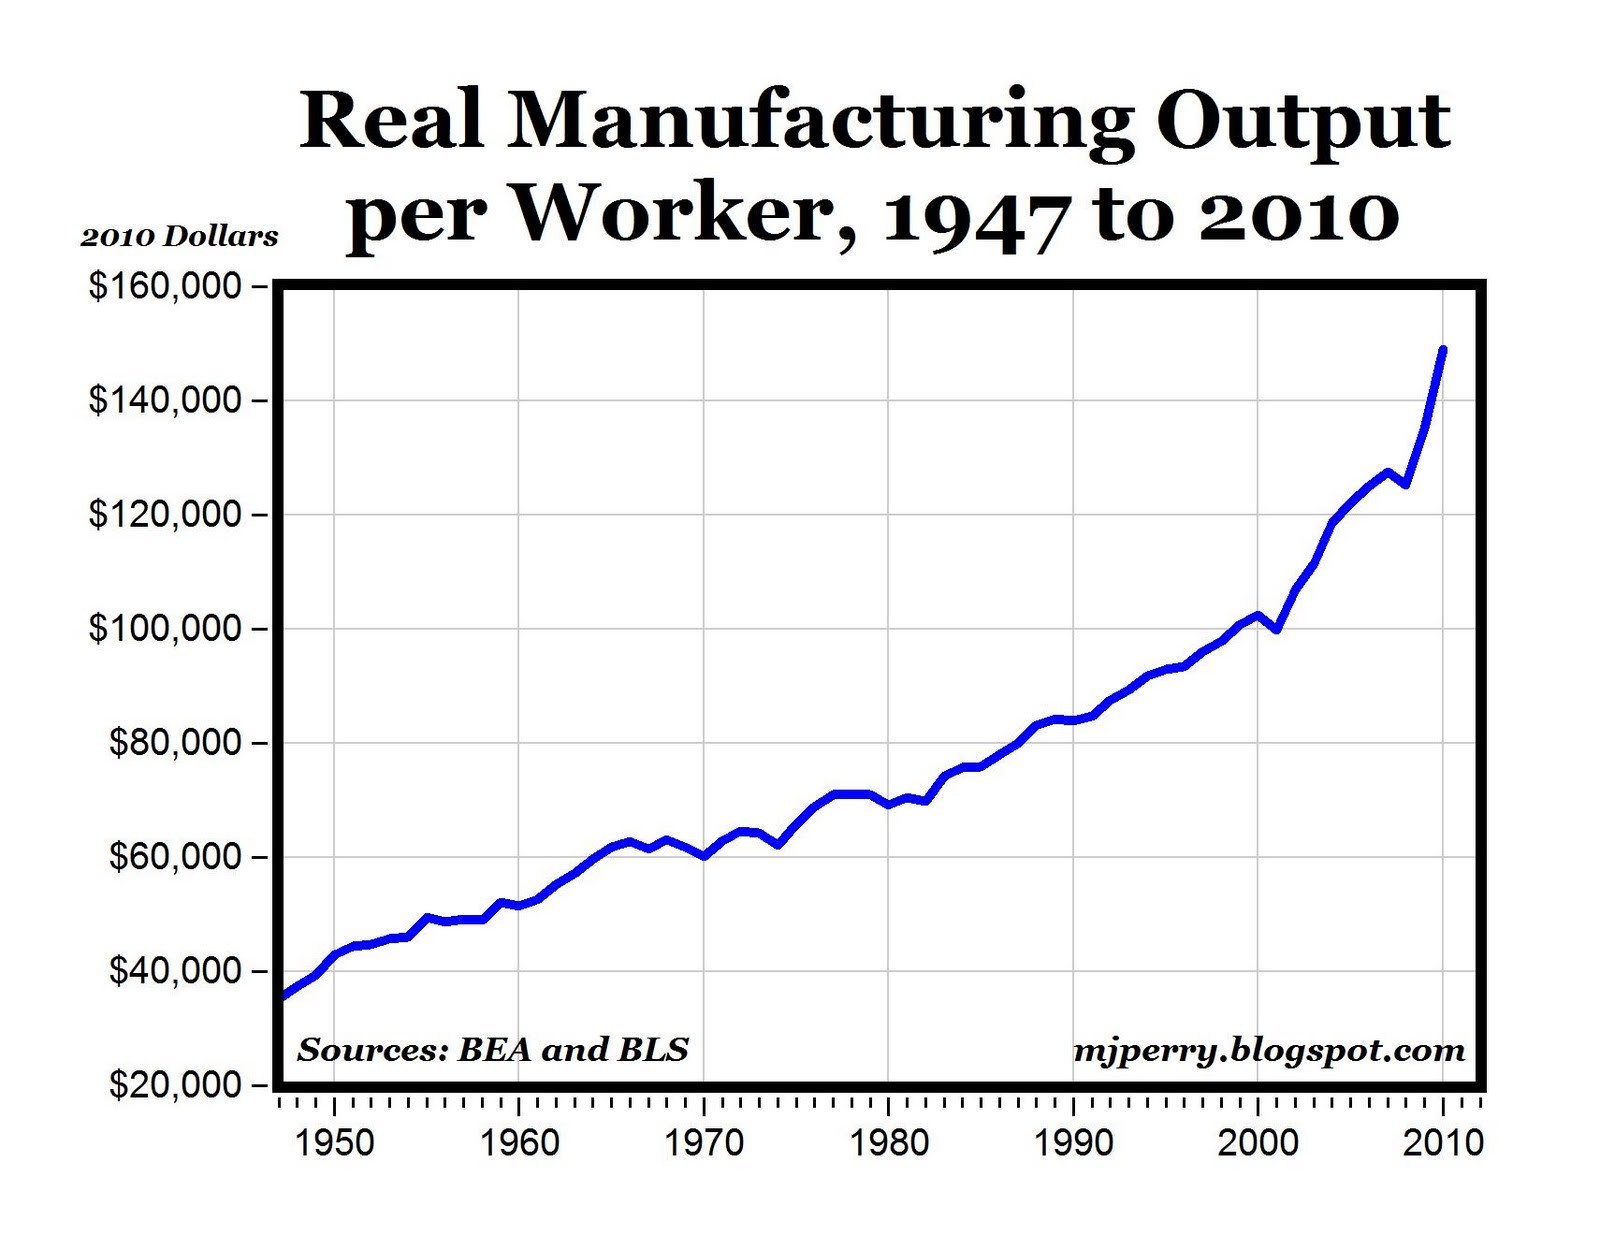 Real Manufacturing Output
per Worker, 1947 to 2010
2010 Dollars
$160,000
$140,000
$120,000
$100,000
$80,000
$60,000
$40,000
$20,000
Sources: BEA and BLS
mjperry.blogspot.com
1950 1960 1970 1980 1990 2000 2010